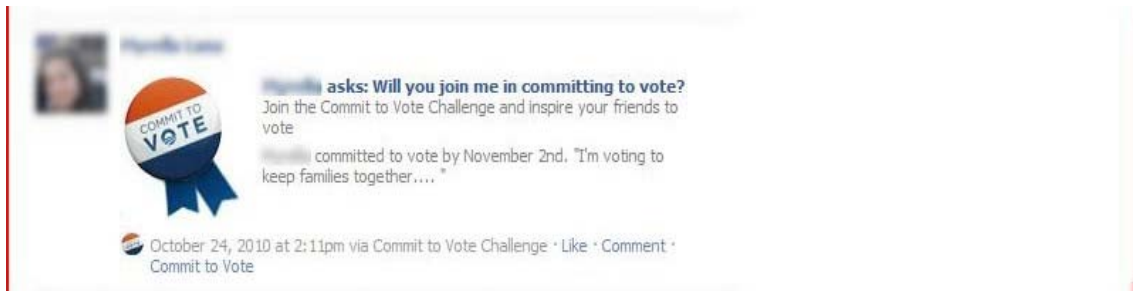 asks: Will you join me in committing to vote?
Join the Commit to Vote Challenge and inspire your friends to
vote
COMMIT TO
VOTE
committed to vote by November 2nd. "I'm voting to
keep families together.... "
October 24, 2010 at 2:11pm via Commit to Vote Challenge · Like · Comment ·
Commit to Vote